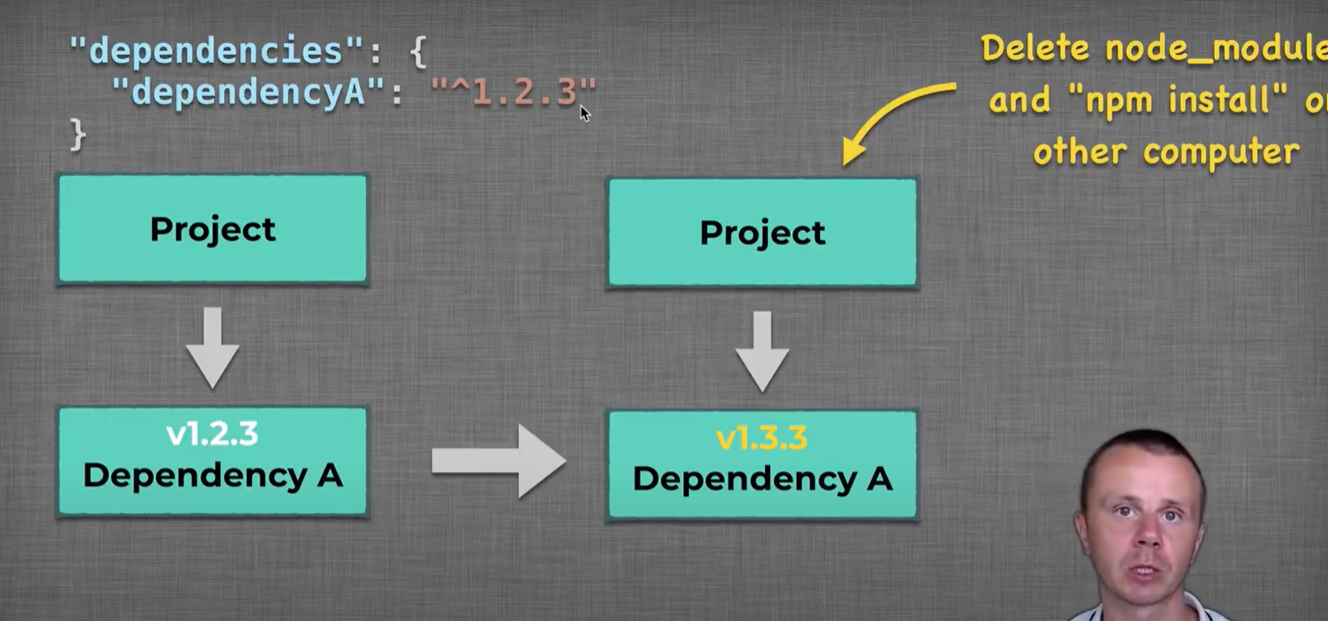 "dependencies": {
"dependencyA": "^1.2.3"
}
Delete node_module
and "npm install" o
other computer
Project
Project
v1.2.3
Dependency A
v1.3.3
Dependency A